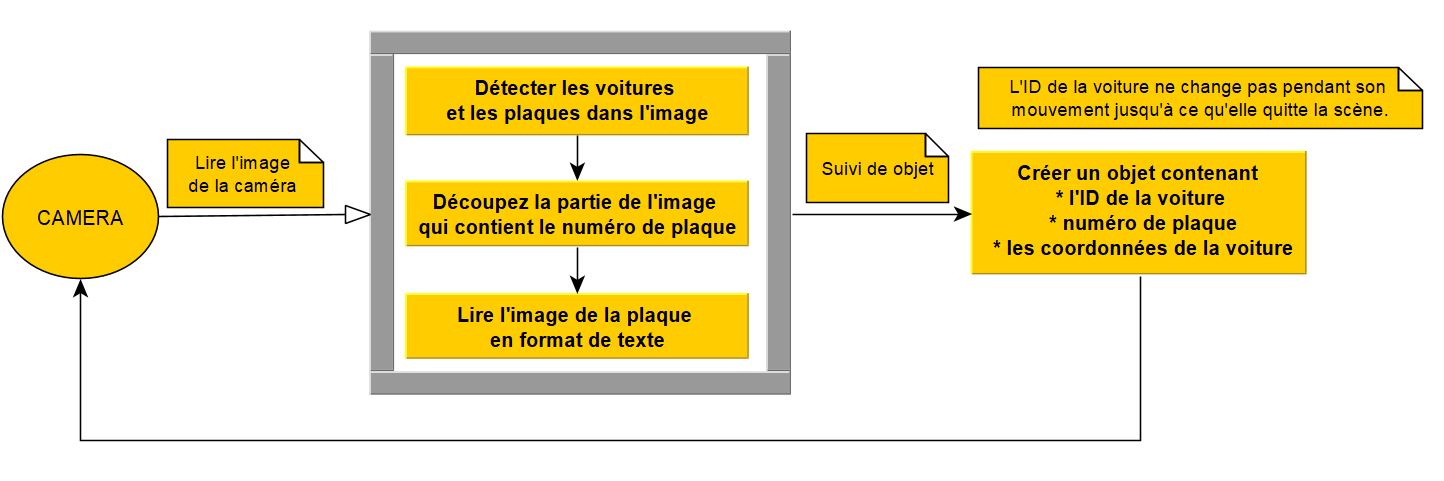 CAMERA
Lire l'image
de la caméra
Détecter les voitures
et les plaques dans l'image
Découpez la partie de l'image
qui contient le numéro de plaque
Lire l'image de la plaque
en format de texte
Suivi de objet
L'ID de la voiture ne change pas pendant son
mouvement jusqu'à ce qu'elle quitte la scène.
Créer un objet contenant
* l'ID de la voiture
* numéro de plaque
* les coordonnées de la voiture